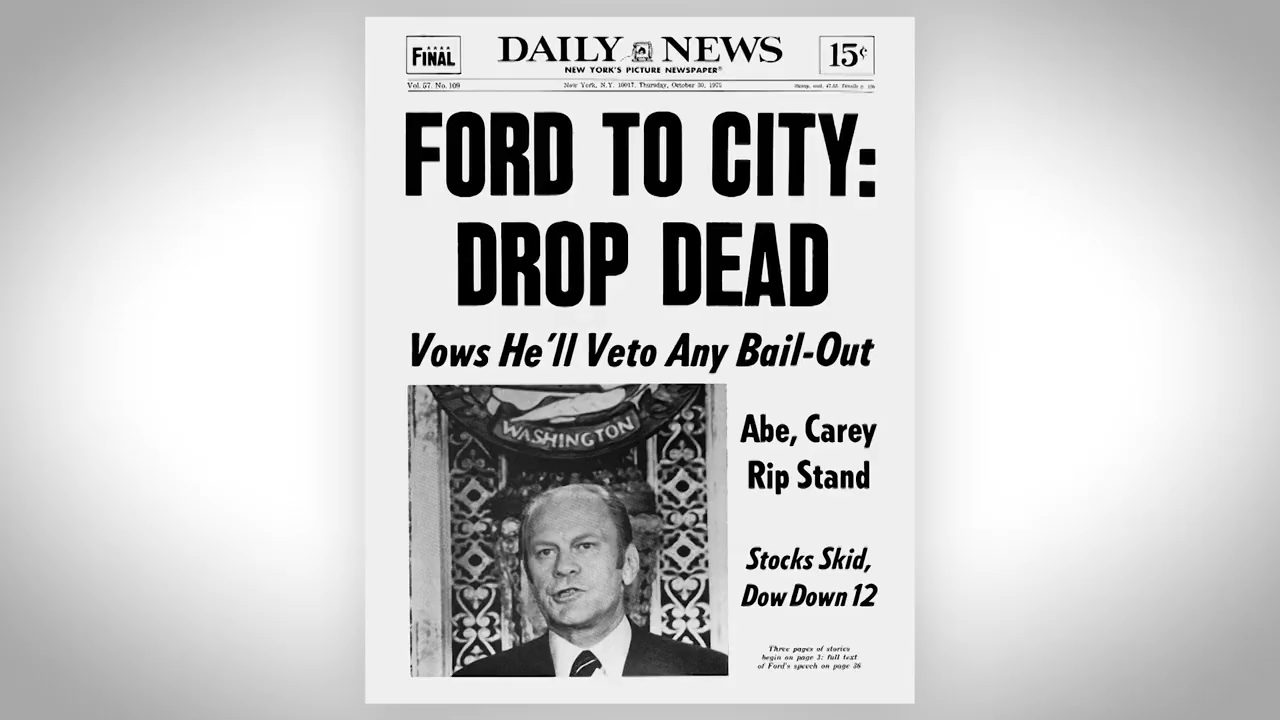 FINAL
DAILY NEWS
NEW YORK'S PICTURE NEWSPAPER®
15¢
Vol. 57. No. 109
New York, N.Y. 10017, Thursday, October 30, 1975
FORD TO CITY:
DROP DEAD
Vows He'll Veto Any Bail-Out
WASHINGTON
Abe, Carey
Rip Stand
Stocks Skid,
Dow Down 12
Three pages of stories
begin on page 3; full text
of Ford's speech on page 36